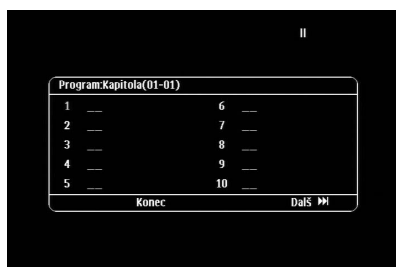 Program:Kapitola(01-01)
1 __ 6 __
2 __ 7 __
3 __ 8 __
4 __ 9 __
5 __ 10 __
Konec Dalš ⏭